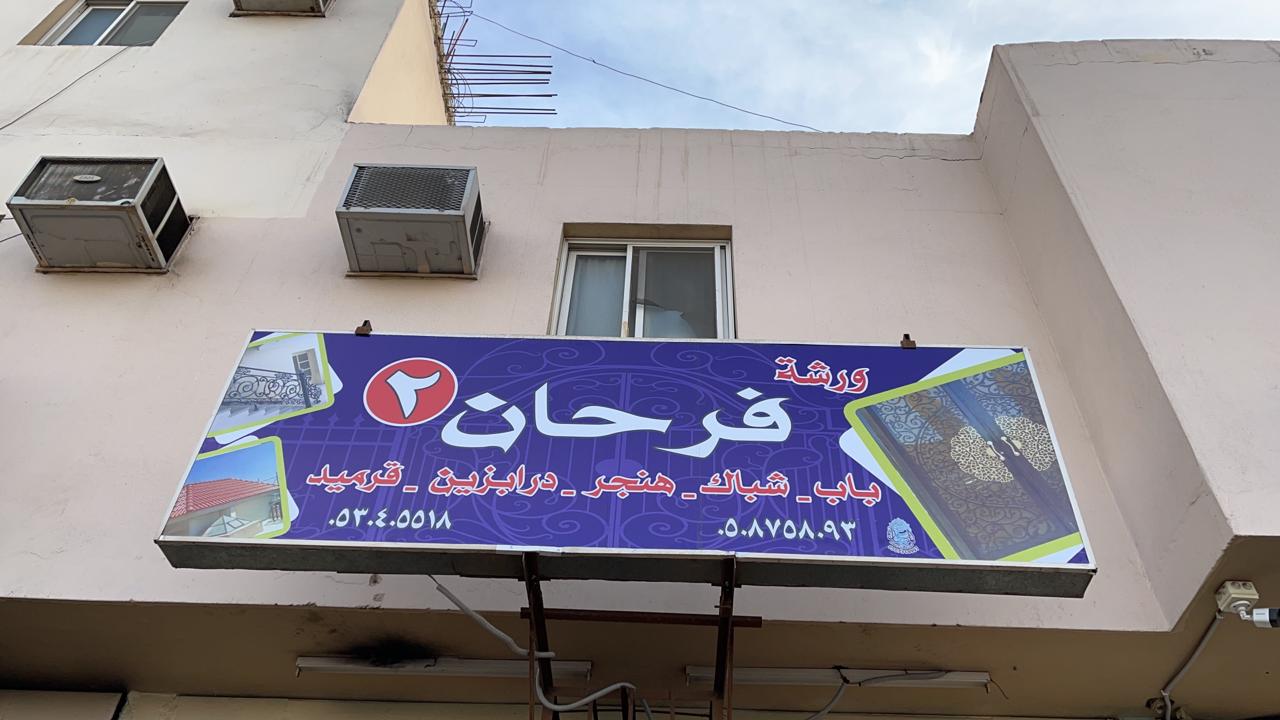 ورشة
فرحان ٢
باب - شباك - هنجر - درابزين - قرميد
٠٥٠٨٧٥٨٠٩٣ ٠٥٣٠٤٠٥٥١٨